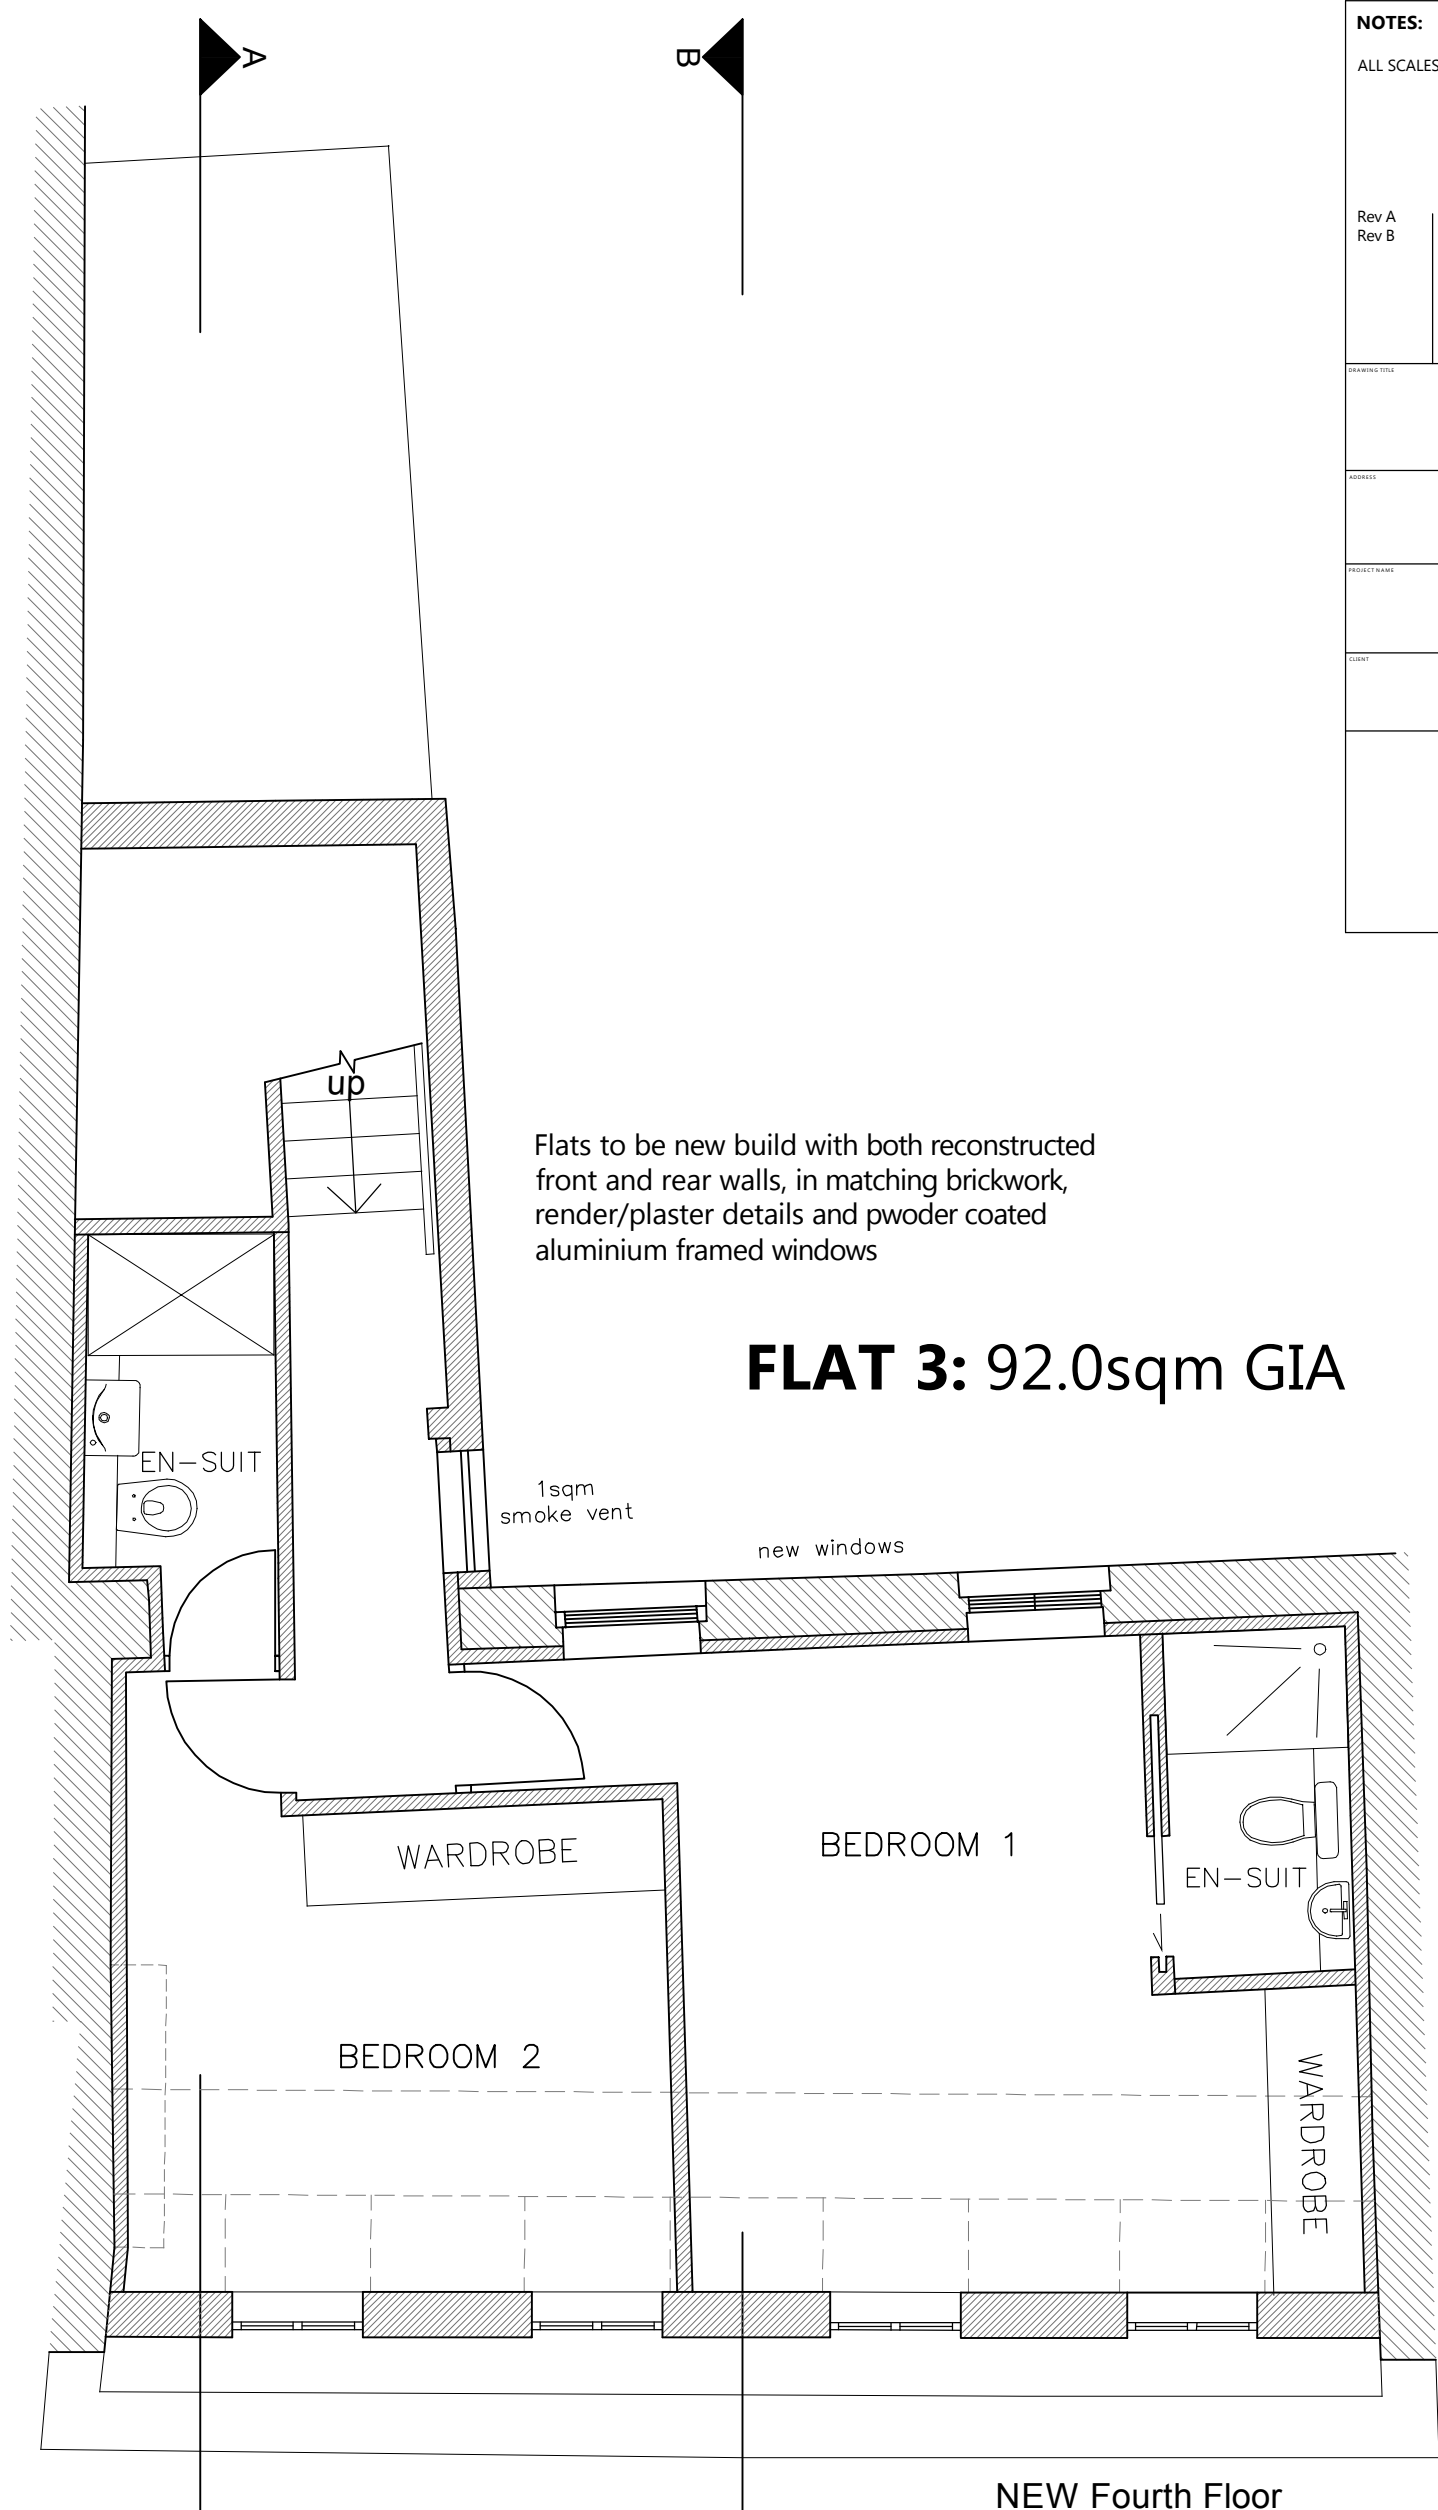 A
B
NOTES:
ALL SCALES
Rev A
Rev B
DRAWING TITLE
ADDRESS
PROJECT NAME
CLIENT
up
Flats to be new build with both reconstructed
front and rear walls, in matching brickwork,
render/plaster details and pwoder coated
aluminium framed windows
FLAT 3: 92.0sqm GIA
EN-SUIT
1sqm
smoke vent
new windows
WARDROBE
BEDROOM 1
EN-SUIT
BEDROOM 2
WARDROBE
NEW Fourth Floor